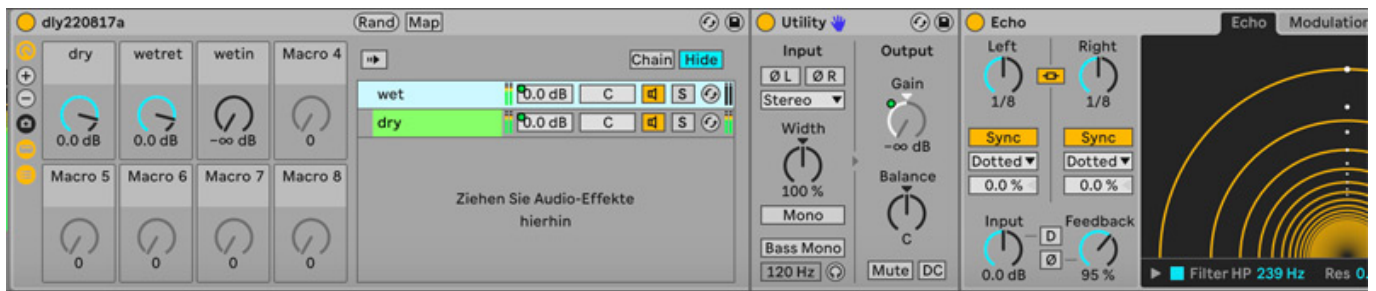 dly220817a
Rand Map
dry wetret wetin Macro 4
0.0 dB 0.0 dB -∞ dB 0
Macro 5 Macro 6 Macro 7 Macro 8
0 0 0 0
Chain Hide
wet 0.0 dB C S
dry 0.0 dB C S
Ziehen Sie Audio-Effekte
hierhin
Utility
Input
Ø L Ø R
Stereo
Width
100 %
Mono
Bass Mono
120 Hz
Output
Gain
-∞ dB
Balance
C
Mute DC
Echo
Echo Modulation
Left Right
1/8 1/8
Sync Sync
Dotted Dotted
0.0 % 0.0 %
Input Feedback
D
Ø
0.0 dB 95 %
Filter HP 239 Hz Res 0.